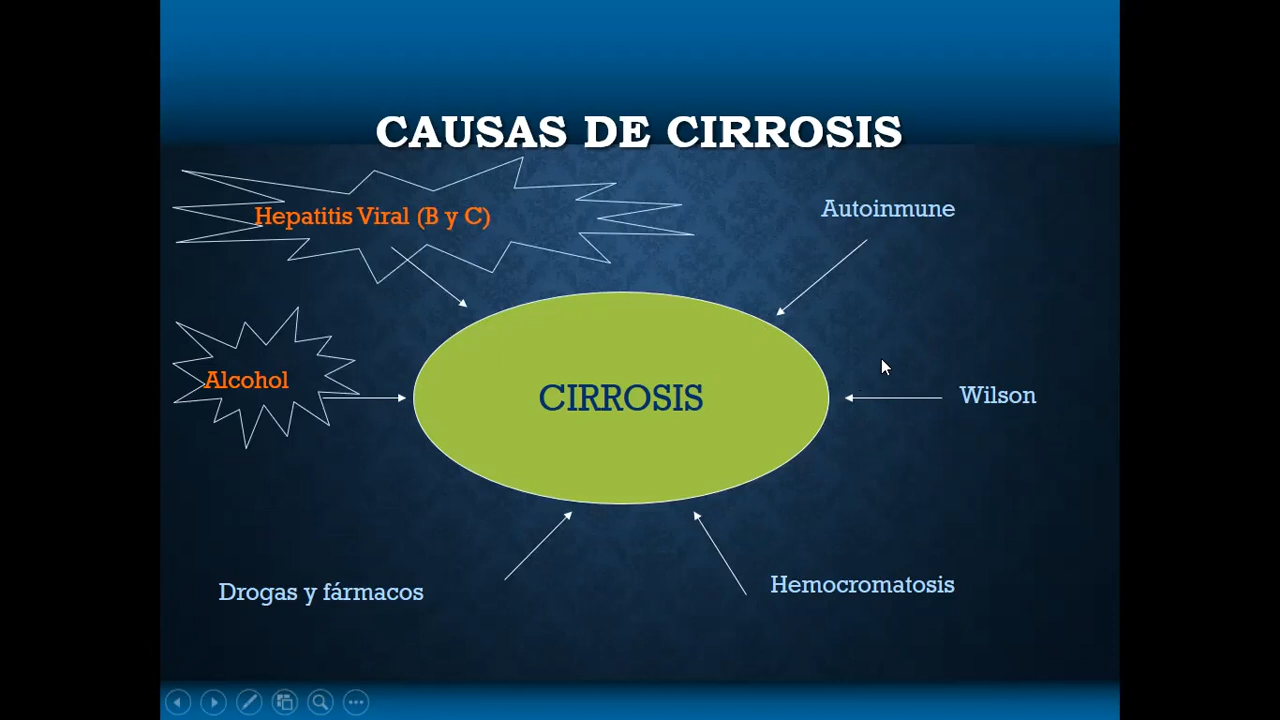 CAUSAS DE CIRROSIS
Hepatitis Viral (B y C)
Autoinmune
Alcohol
CIRROSIS
Wilson
Drogas y fármacos
Hemocromatosis